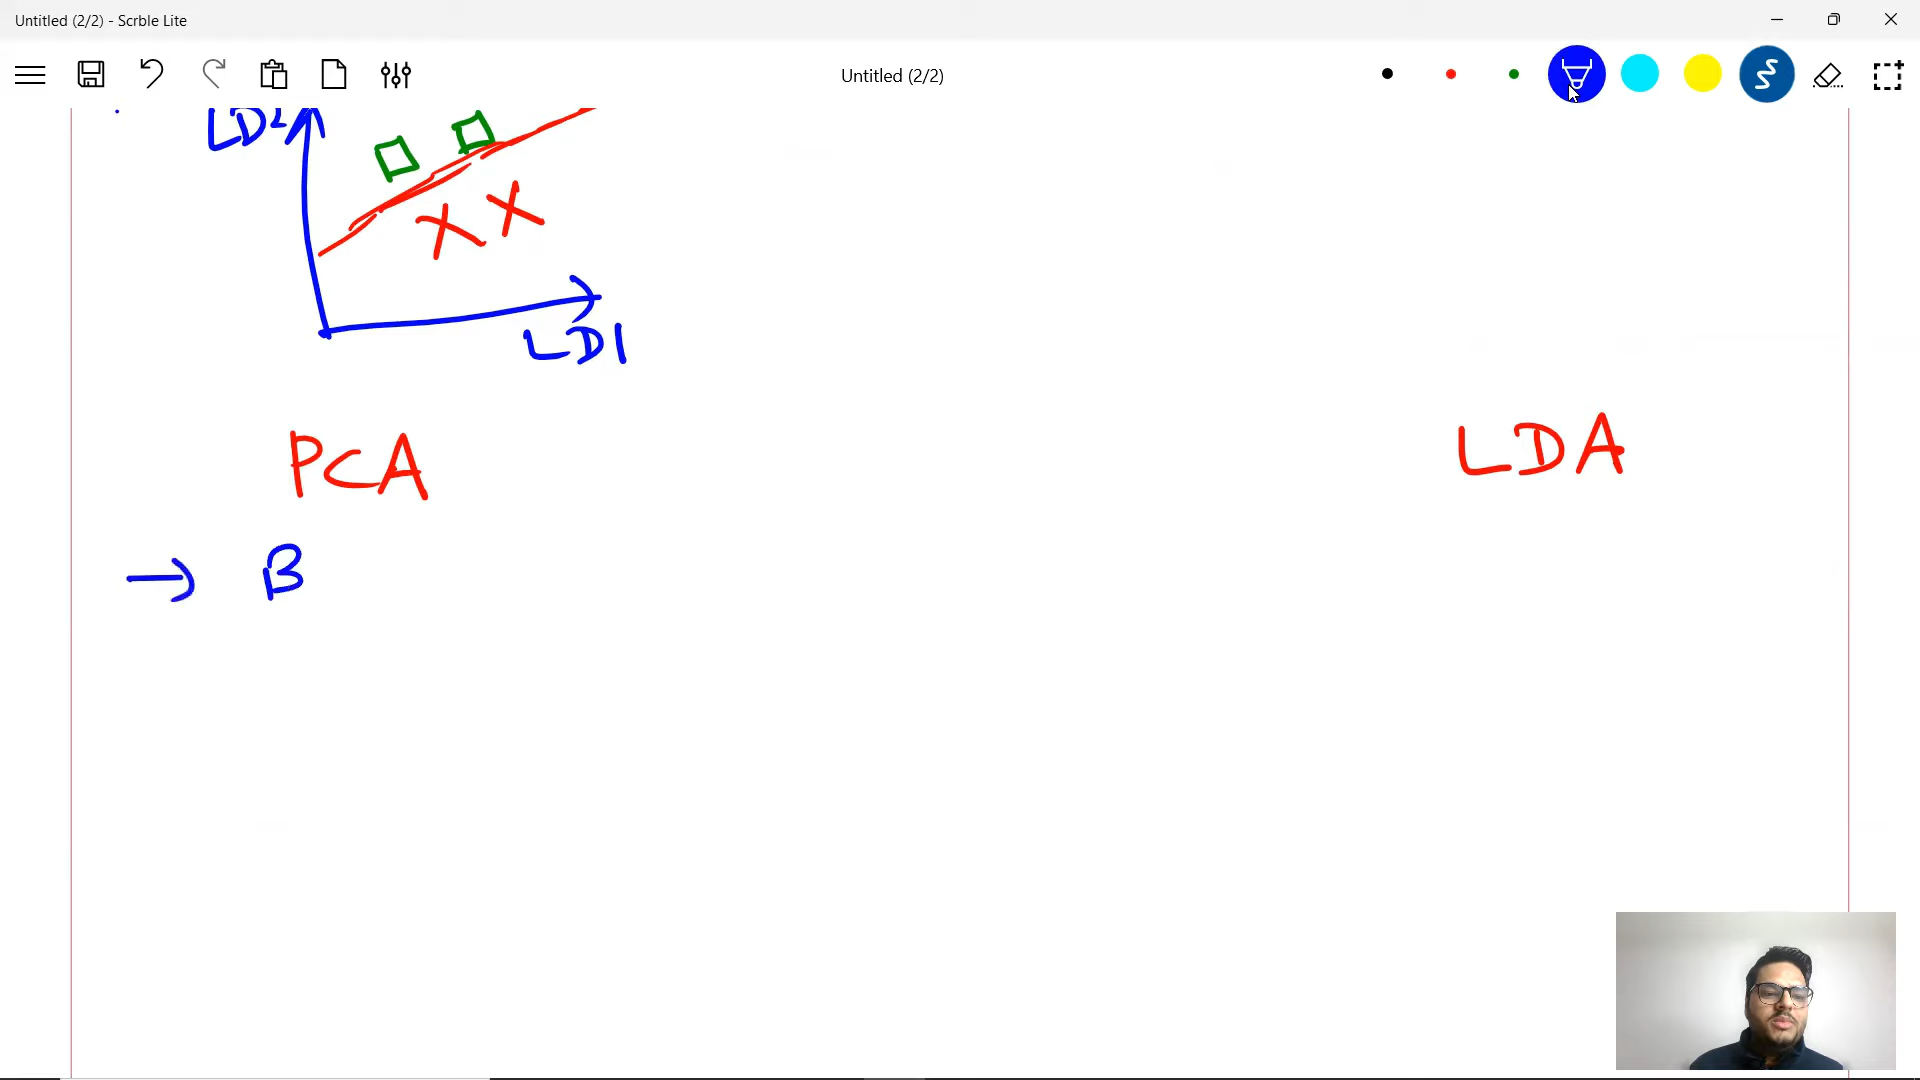 Untitled (2/2) - Scrble Lite
Untitled (2/2)
LD2
LD1
PCA
LDA
→ B